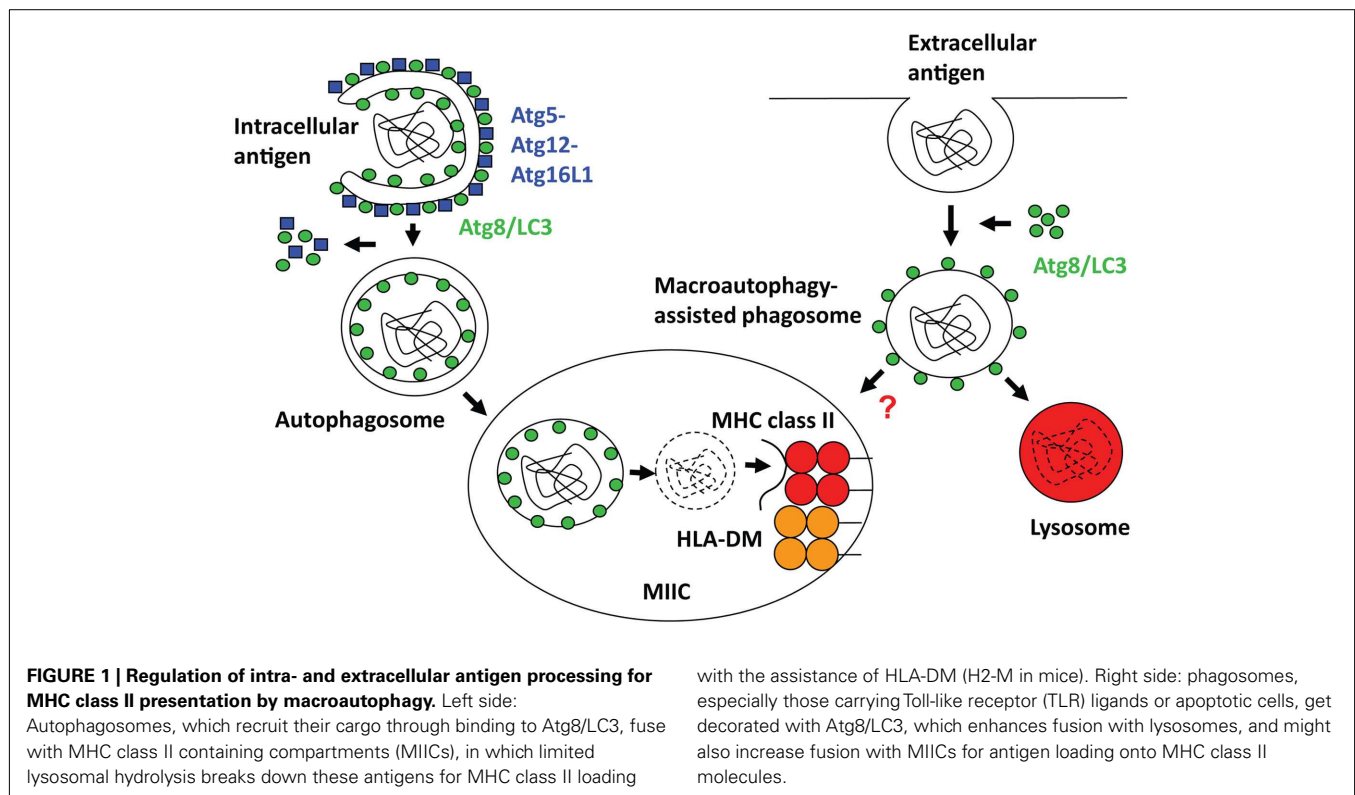 Extracellular
antigen
Intracellular
antigen
Atg5-
Atg12-
Atg16L1
Atg8/LC3
Atg8/LC3
Macroautophagy-
assisted phagosome
Autophagosome
?
MHC class II
HLA-DM
MIIC
Lysosome
FIGURE 1 | Regulation of intra- and extracellular antigen processing for
MHC class II presentation by macroautophagy. Left side:
Autophagosomes, which recruit their cargo through binding to Atg8/LC3, fuse
with MHC class II containing compartments (MIICs), in which limited
lysosomal hydrolysis breaks down these antigens for MHC class II loading
with the assistance of HLA-DM (H2-M in mice). Right side: phagosomes,
especially those carrying Toll-like receptor (TLR) ligands or apoptotic cells, get
decorated with Atg8/LC3, which enhances fusion with lysosomes, and might
also increase fusion with MIICs for antigen loading onto MHC class II
molecules.